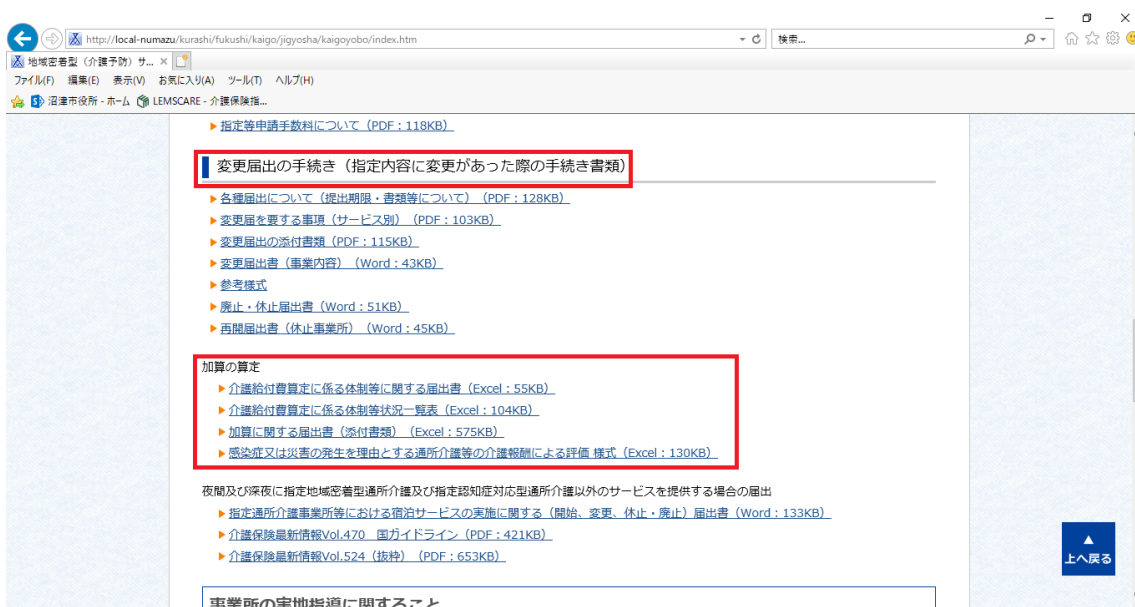 http://local-numazu/kurashi/fukushi/kaigo/jigyosha/kaigoyobo/index.htm
検索...
地域密着型（介護予防）サ...
ファイル(F) 編集(E) 表示(V) お気に入り(A) ツール(T) ヘルプ(H)
沼津市役所 - ホーム LEMSCARE - 介護保険指...
指定等申請手数料について（PDF：118KB）
変更届出の手続き（指定内容に変更があった際の手続き書類）
各種届出について（提出期限・書類等について）（PDF：128KB）
変更届を要する事項（サービス別）（PDF：103KB）
変更届出の添付書類（PDF：115KB）
変更届出書（事業内容）（Word：43KB）
参考様式
廃止・休止届出書（Word：51KB）
再開届出書（休止事業所）（Word：45KB）
加算の算定
介護給付費算定に係る体制等に関する届出書（Excel：55KB）
介護給付費算定に係る体制等状況一覧表（Excel：104KB）
加算に関する届出書（添付書類）（Excel：575KB）
感染症又は災害の発生を理由とする通所介護等の介護報酬による評価 様式（Excel：130KB）
夜間及び深夜に指定地域密着型通所介護及び指定認知症対応型通所介護以外のサービスを提供する場合の届出
指定通所介護事業所等における宿泊サービスの実施に関する（開始、変更、休止・廃止）届出書（Word：133KB）
介護保険最新情報Vol.470　国ガイドライン（PDF：421KB）
介護保険最新情報Vol.524（抜粋）（PDF：653KB）
▲
上へ戻る
事業所の実地指導に関すること